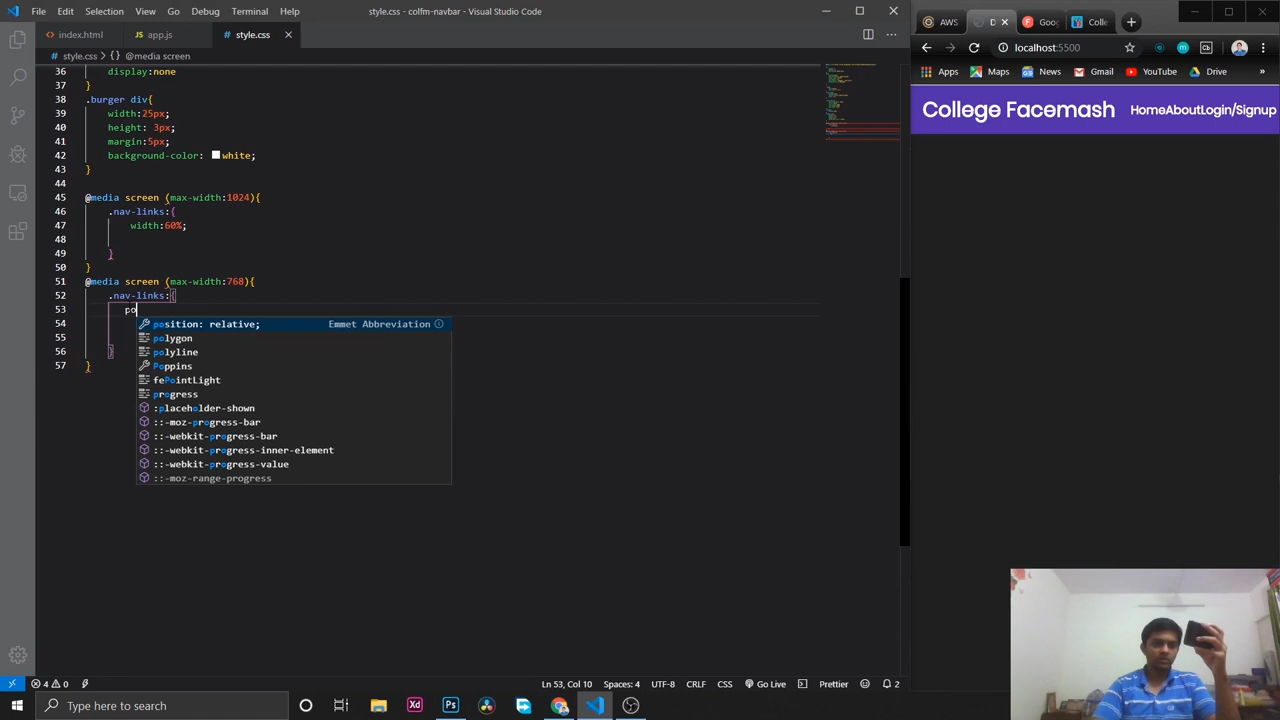 File Edit Selection View Go Debug Terminal Help
style.css - colfm-navbar - Visual Studio Code
index.html
app.js
style.css
style.css
@media screen
36 display:none
37 }
38 .burger div{
39 width:25px;
40 height: 3px;
41 margin:5px;
42 background-color: white;
43 }
44
45 @media screen (max-width:1024){
46 .nav-links:{
47 width:60%;
48
49 }
50 }
51 @media screen (max-width:768){
52 .nav-links:{
53 po
54
55
56 }
57 }
position: relative; Emmet Abbreviation
polygon
polyline
Poppins
fePointLight
progress
:placeholder-shown
::-moz-progress-bar
::-webkit-progress-bar
::-webkit-progress-inner-element
::-webkit-progress-value
::-moz-range-progress
4 0
Ln 53, Col 10 Spaces: 4 UTF-8 CRLF CSS Go Live Prettier 2
AWS
D
Goog
Colle
localhost:5500
Cb
Apps Maps News Gmail YouTube Drive
College Facemash HomeAboutLogin/Signup
Type here to search
Xd
Ps